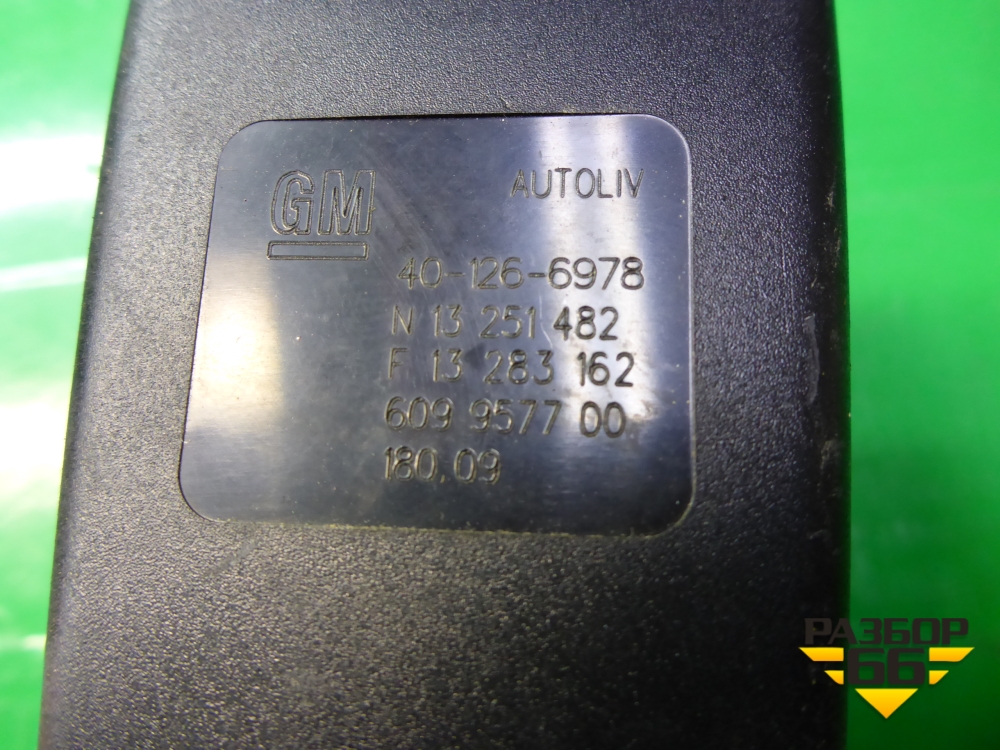 GM AUTOLIV
40-126-6978
N 13 251 482
F 13 283 162
609 9577 00
180.09
РАЗБОР
66